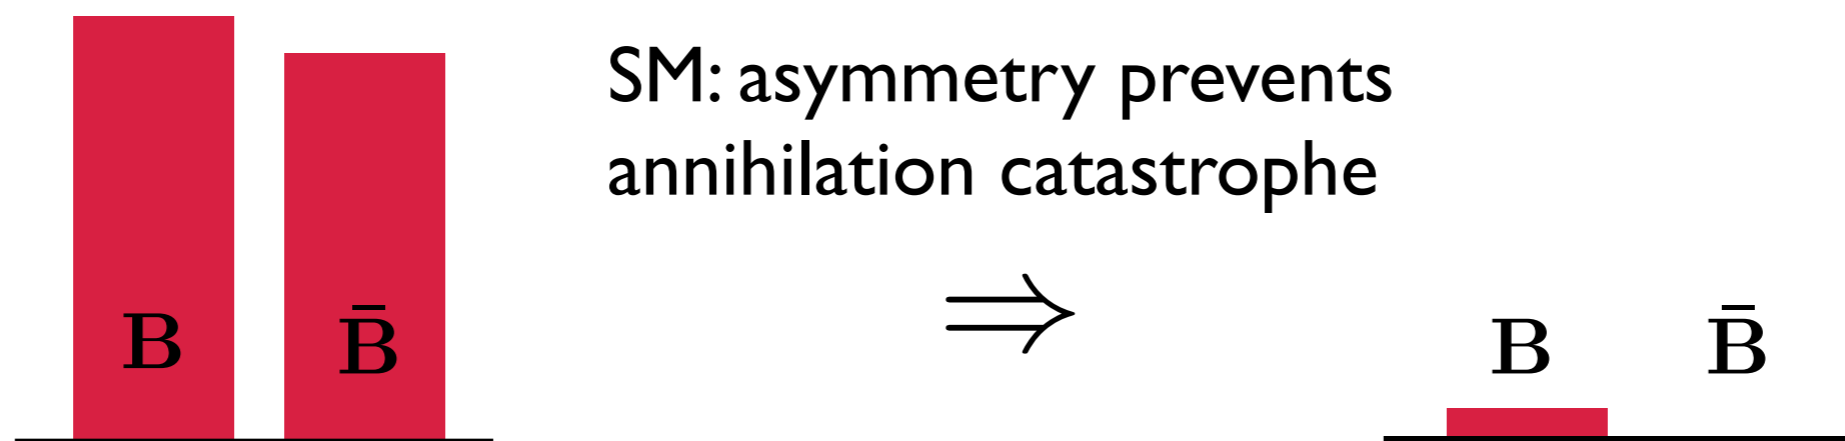 SM: asymmetry prevents
annihilation catastrophe
⇒
B B̄
B B̄